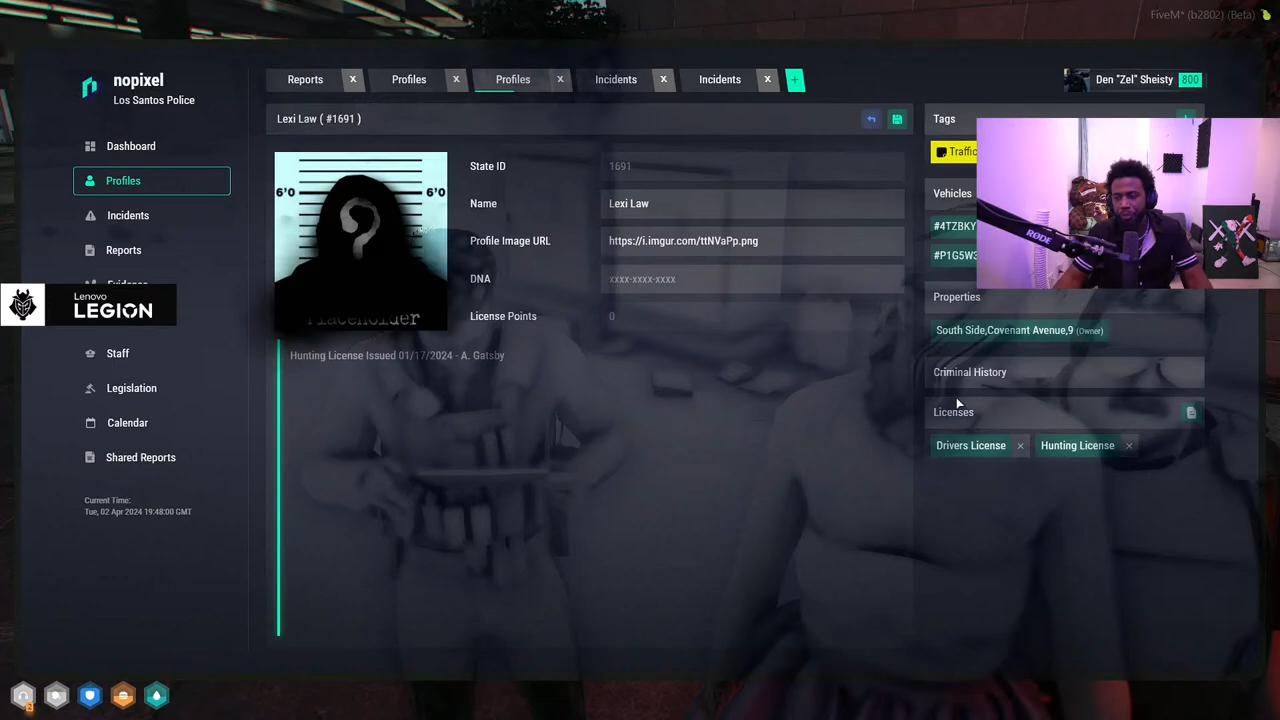 FiveM* (b2802) (Beta)
nopixel
Los Santos Police
Reports x
Profiles x
Profiles x
Incidents x
Incidents x
+
Den "Zel" Sheisty 800
Dashboard
Profiles
Incidents
Reports
Lenovo
LEGION
Staff
Legislation
Calendar
Shared Reports
Current Time:
Tue, 02 Apr 2024 19:48:00 GMT
Lexi Law ( #1691 )
6'0 6'0
?
Placeholder
State ID 1691
Name Lexi Law
Profile Image URL https://i.imgur.com/ttNVaPp.png
DNA xxxx-xxxx-xxxx
License Points 0
Hunting License Issued 01/17/2024 - A. Gatsby
Tags
Traffic
Vehicles
#4TZBKY
#P1G5W3
RØDE
Properties
South Side,Covenant Avenue,9 (Owner)
Criminal History
Licenses
Drivers License x Hunting License x